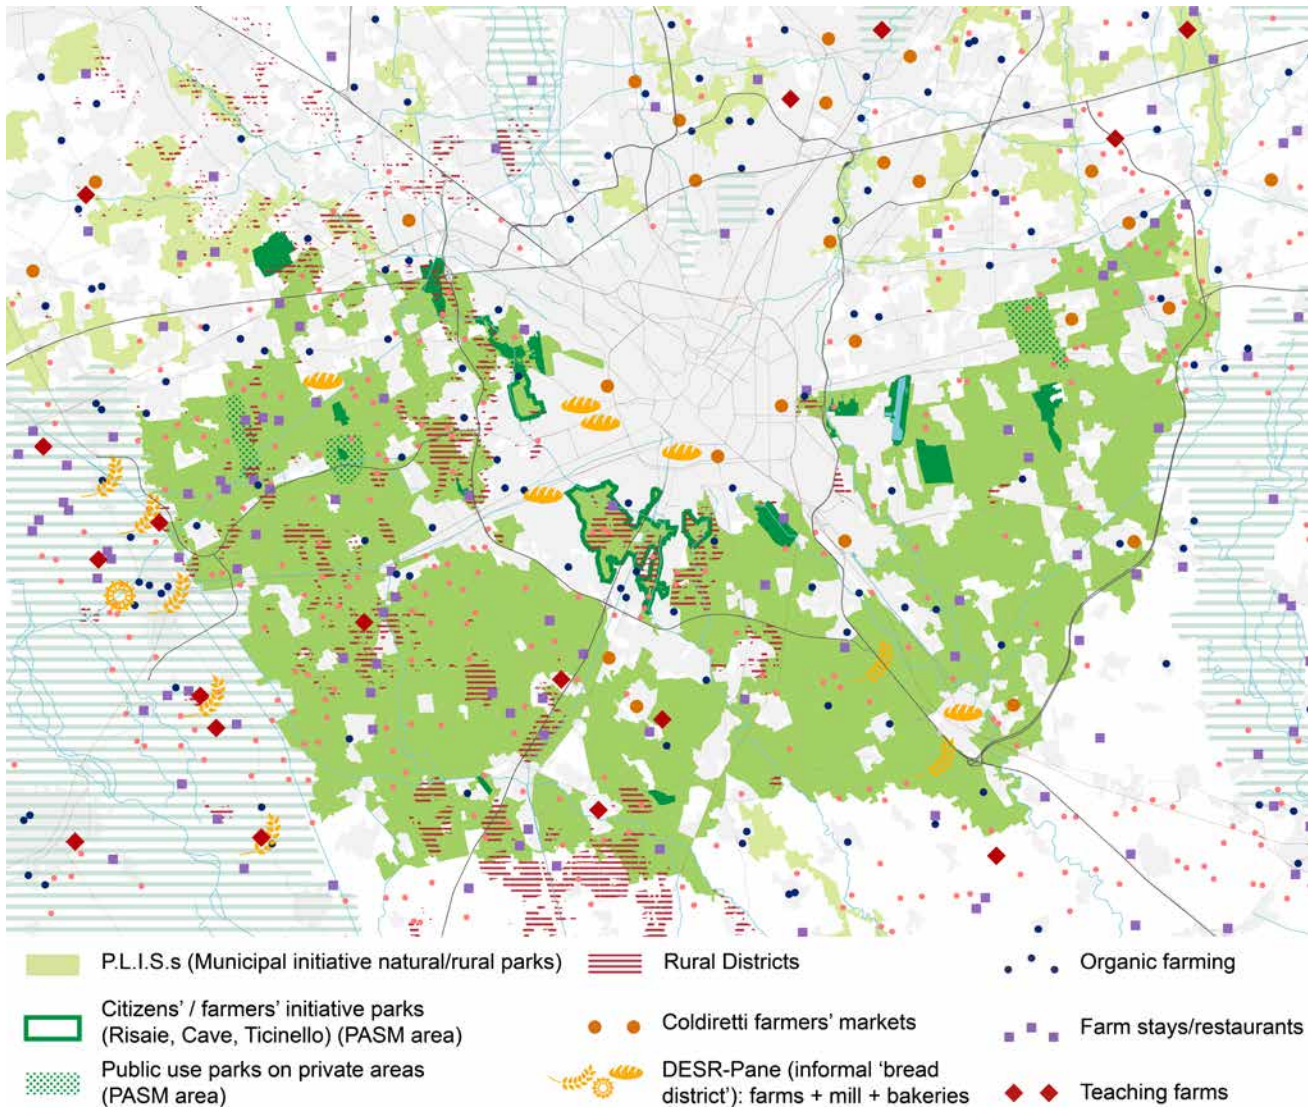 P.L.I.S.s (Municipal initiative natural/rural parks)
Citizens' / farmers' initiative parks
(Risaie, Cave, Ticinello) (PASM area)
Public use parks on private areas
(PASM area)
Rural Districts
Coldiretti farmers' markets
DESR-Pane (informal 'bread
district'): farms + mill + bakeries
Organic farming
Farm stays/restaurants
Teaching farms